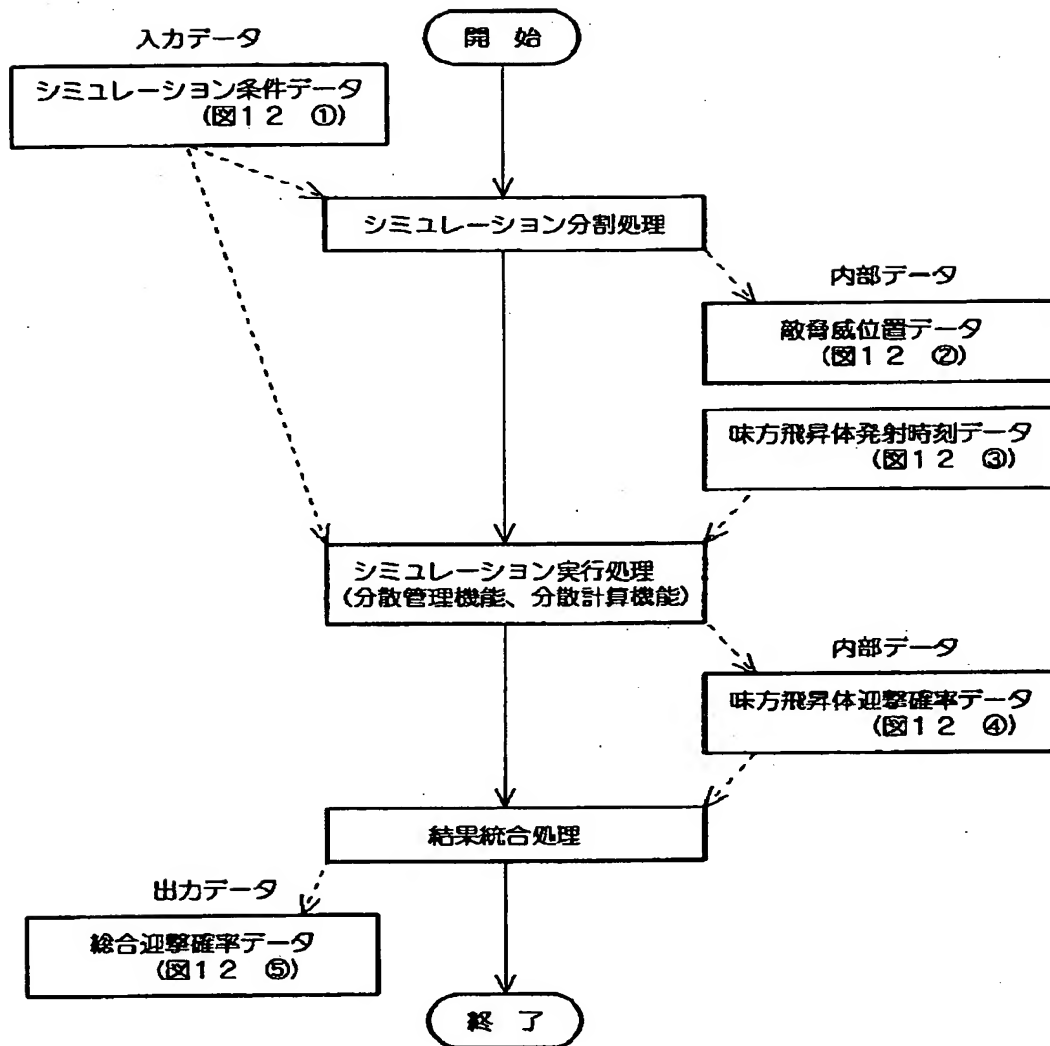 開 始
入力データ
シミュレーション条件データ
(図12 ①)
シミュレーション分割処理
内部データ
敵脅威位置データ
(図12 ②)
味方飛昇体発射時刻データ
(図12 ③)
シミュレーション実行処理
(分散管理機能、分散計算機能)
内部データ
味方飛昇体迎撃確率データ
(図12 ④)
結果統合処理
出力データ
総合迎撃確率データ
(図12 ⑤)
終 了